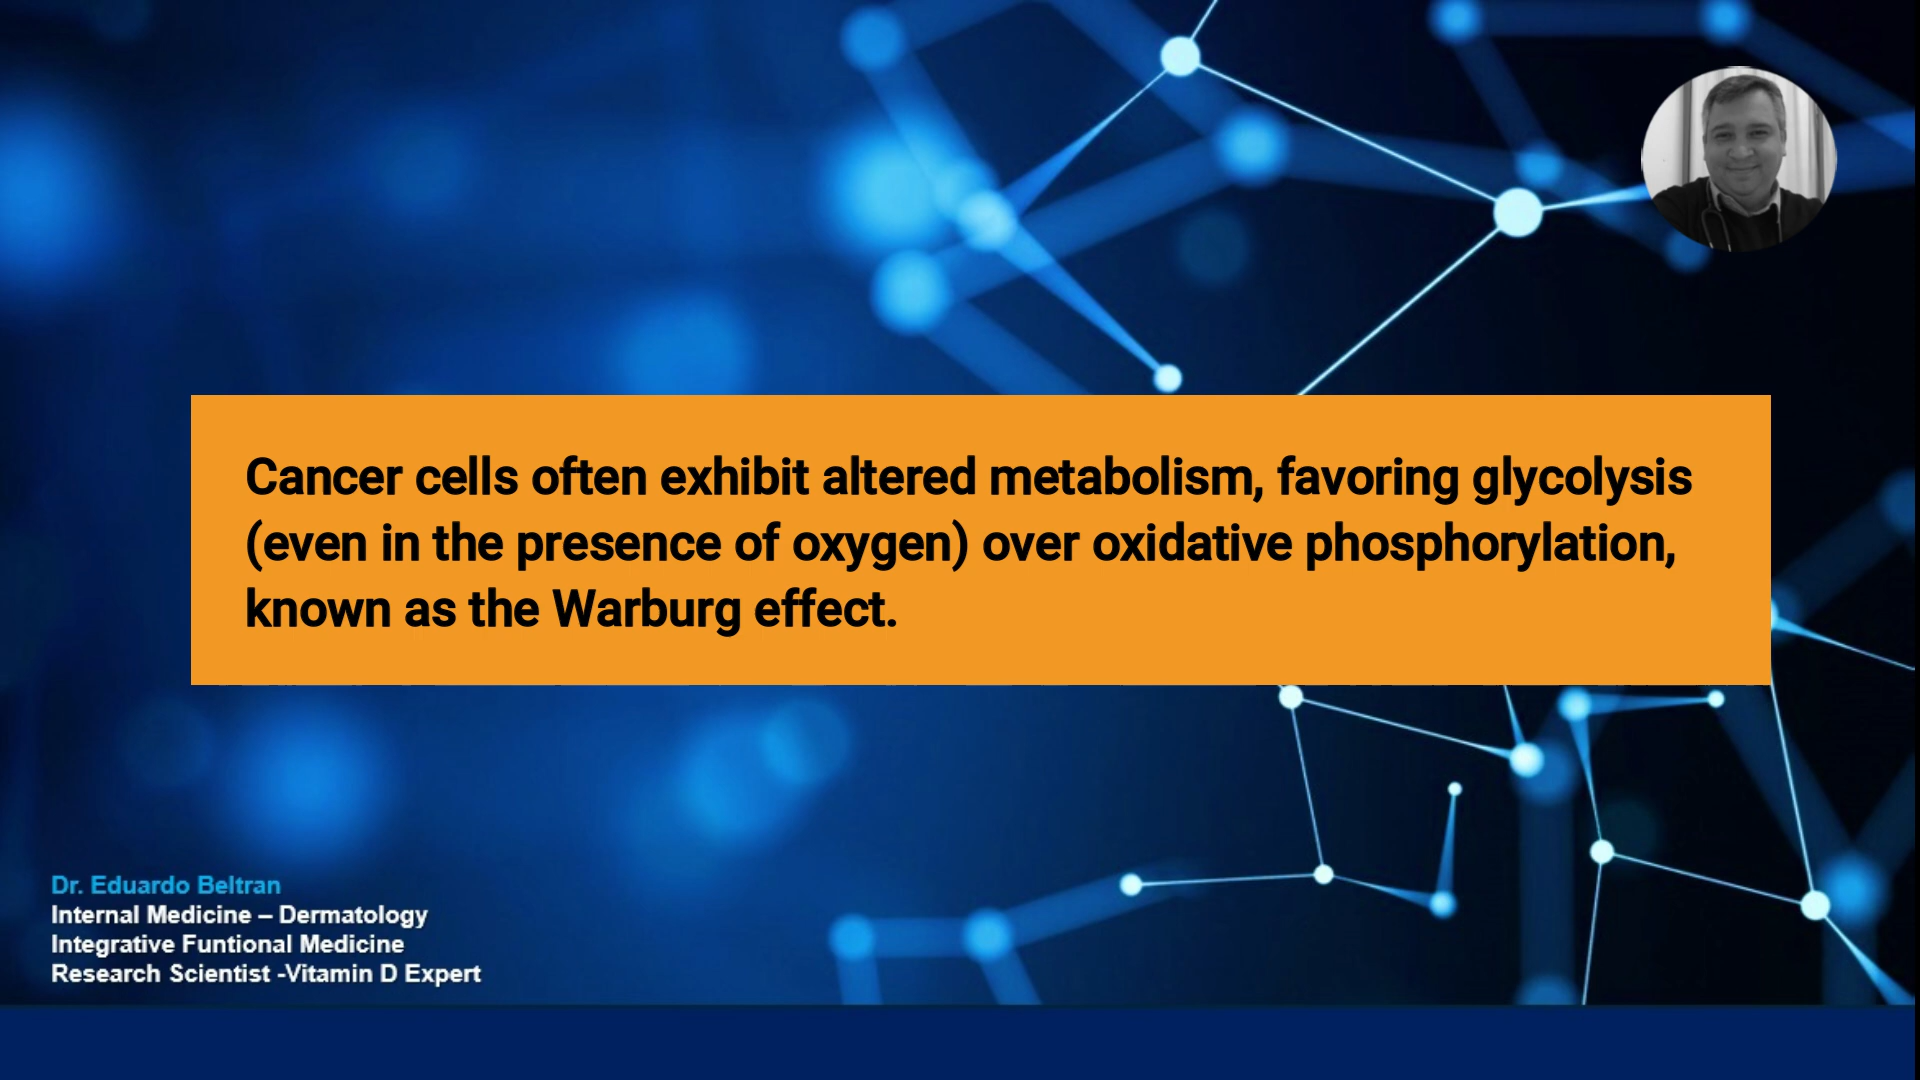 Cancer cells often exhibit altered metabolism, favoring glycolysis
(even in the presence of oxygen) over oxidative phosphorylation,
known as the Warburg effect.
Dr. Eduardo Beltran
Internal Medicine – Dermatology
Integrative Funtional Medicine
Research Scientist -Vitamin D Expert